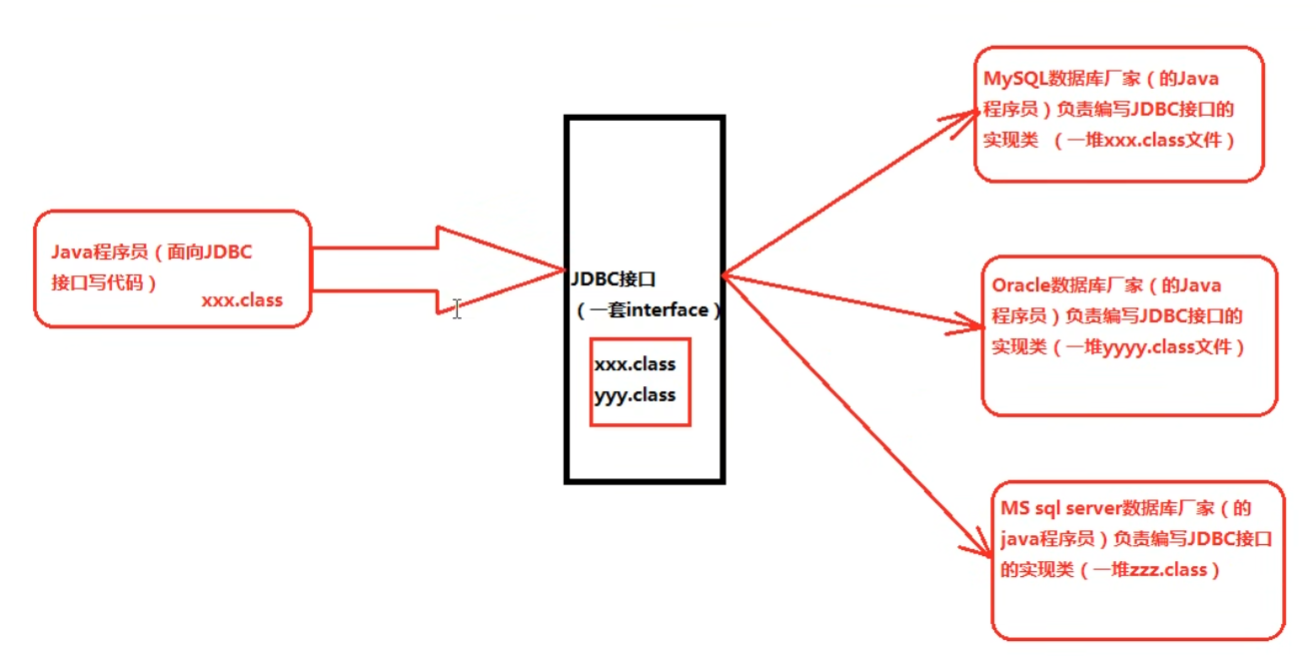 Java程序员（面向JDBC
接口写代码）
xxx.class
JDBC接口
（一套interface）
xxx.class
yyy.class
MySQL数据库厂家（的Java
程序员）负责编写JDBC接口的
实现类 （一堆xxx.class文件）
Oracle数据库厂家（的Java
程序员）负责编写JDBC接口的
实现类（一堆yyyy.class文件）
MS sql server数据库厂家（的
java程序员）负责编写JDBC接口
的实现类（一堆zzz.class）